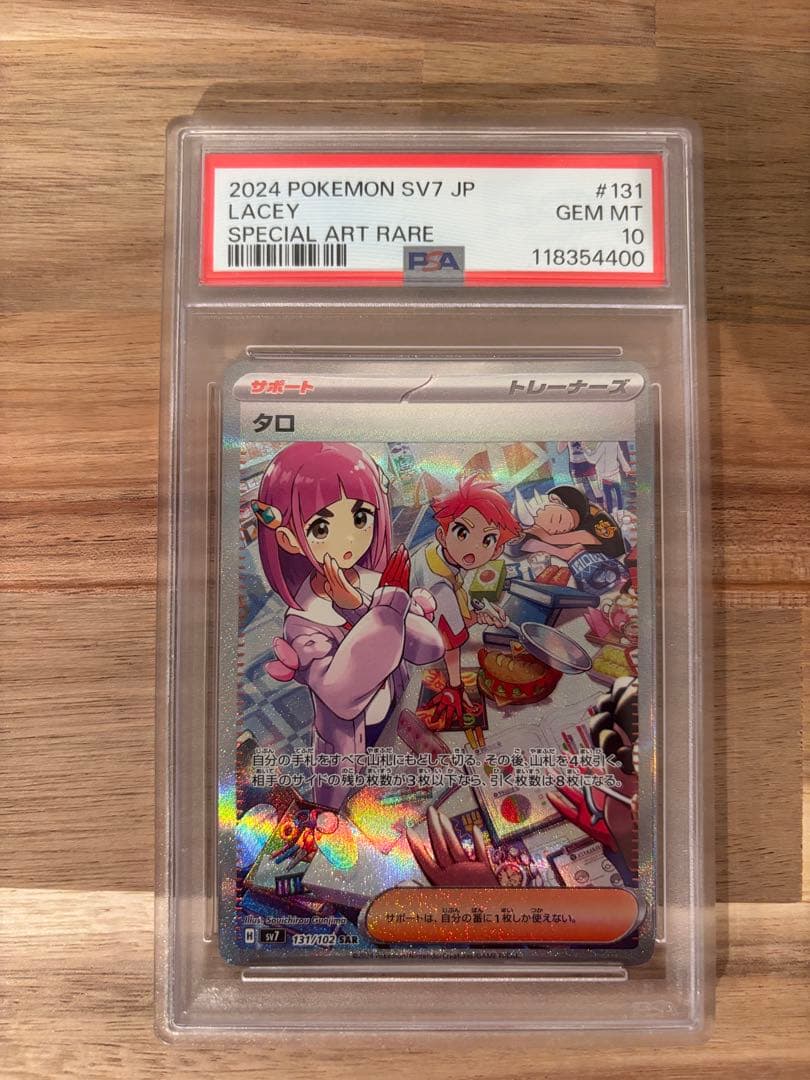 2024 POKEMON SV7 JP #131
LACEY GEM MT
SPECIAL ART RARE 10
PSA 118354400
サポート トレーナーズ
タロ
自分の手札をすべて山札にもどして切る。その後、山札を4枚引く。
相手のサイドの残り枚数が3枚以下なら、引く枚数は8枚になる。
サポートは、自分の番に1枚しか使えない。
Illus. Souichirou Gunjima
H SV7 131/102 SAR